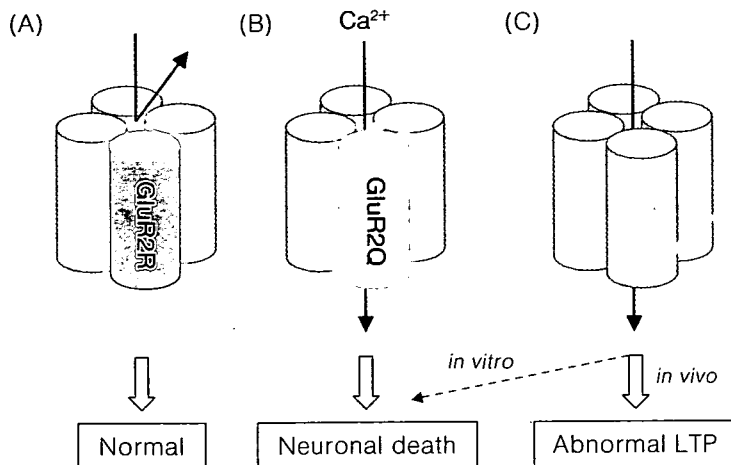 (A)
(B)
Ca²⁺
(C)
GluR2R
GluR2Q
in vitro
in vivo
Normal
Neuronal death
Abnormal LTP